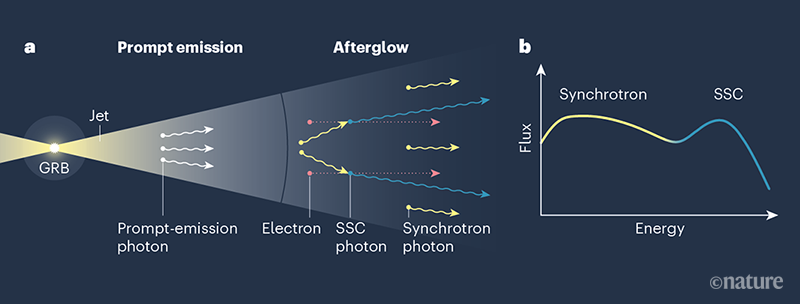 a
Prompt emission
Afterglow
Jet
GRB
Prompt-emission
photon
Electron
SSC
photon
Synchrotron
photon
b
Synchrotron
SSC
Flux
Energy
©nature